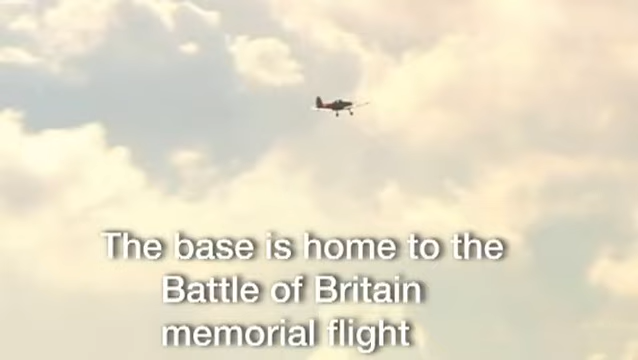 The base is home to the
Battle of Britain
memorial flight